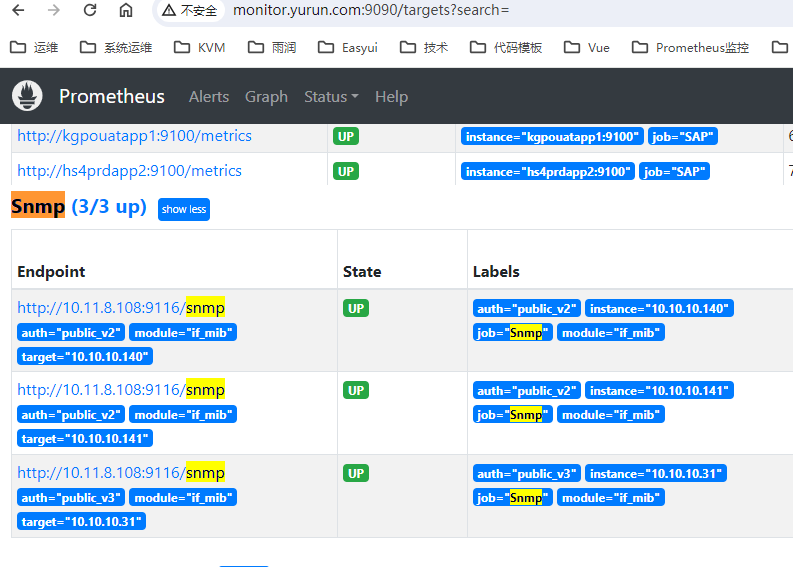 不安全 monitor.yurun.com:9090/targets?search=
运维 系统运维 KVM 雨润 Easyui 技术 代码模板 Vue Prometheus监控
Prometheus Alerts Graph Status Help
http://kgpouatapp1:9100/metrics UP instance="kgpouatapp1:9100" job="SAP"
http://hs4prdapp2:9100/metrics UP instance="hs4prdapp2:9100" job="SAP"
Snmp (3/3 up) show less
Endpoint State Labels
http://10.11.8.108:9116/snmp UP auth="public_v2" instance="10.10.10.140"
auth="public_v2" module="if_mib" job="Snmp" module="if_mib"
target="10.10.10.140"
http://10.11.8.108:9116/snmp UP auth="public_v2" instance="10.10.10.141"
auth="public_v2" module="if_mib" job="Snmp" module="if_mib"
target="10.10.10.141"
http://10.11.8.108:9116/snmp UP auth="public_v3" instance="10.10.10.31"
auth="public_v3" module="if_mib" job="Snmp" module="if_mib"
target="10.10.10.31"